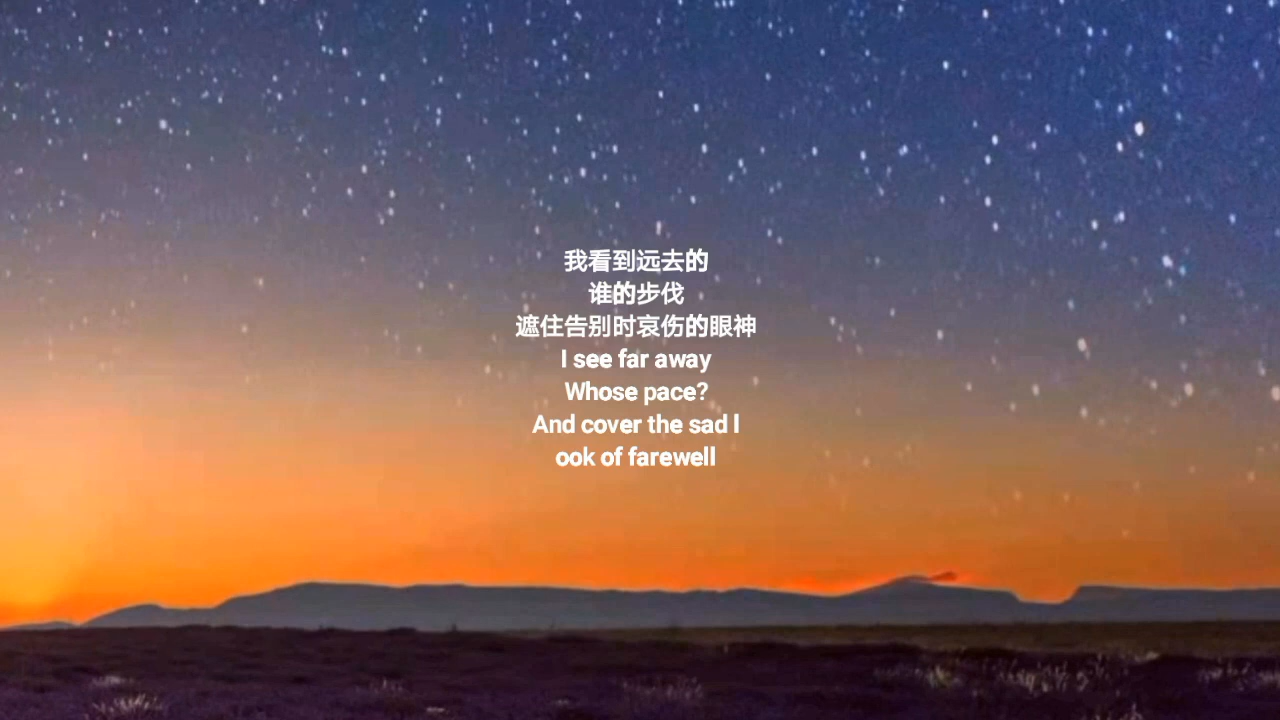 我看到远去的
谁的步伐
遮住告别时哀伤的眼神
I see far away
Whose pace?
And cover the sad l
ook of farewell